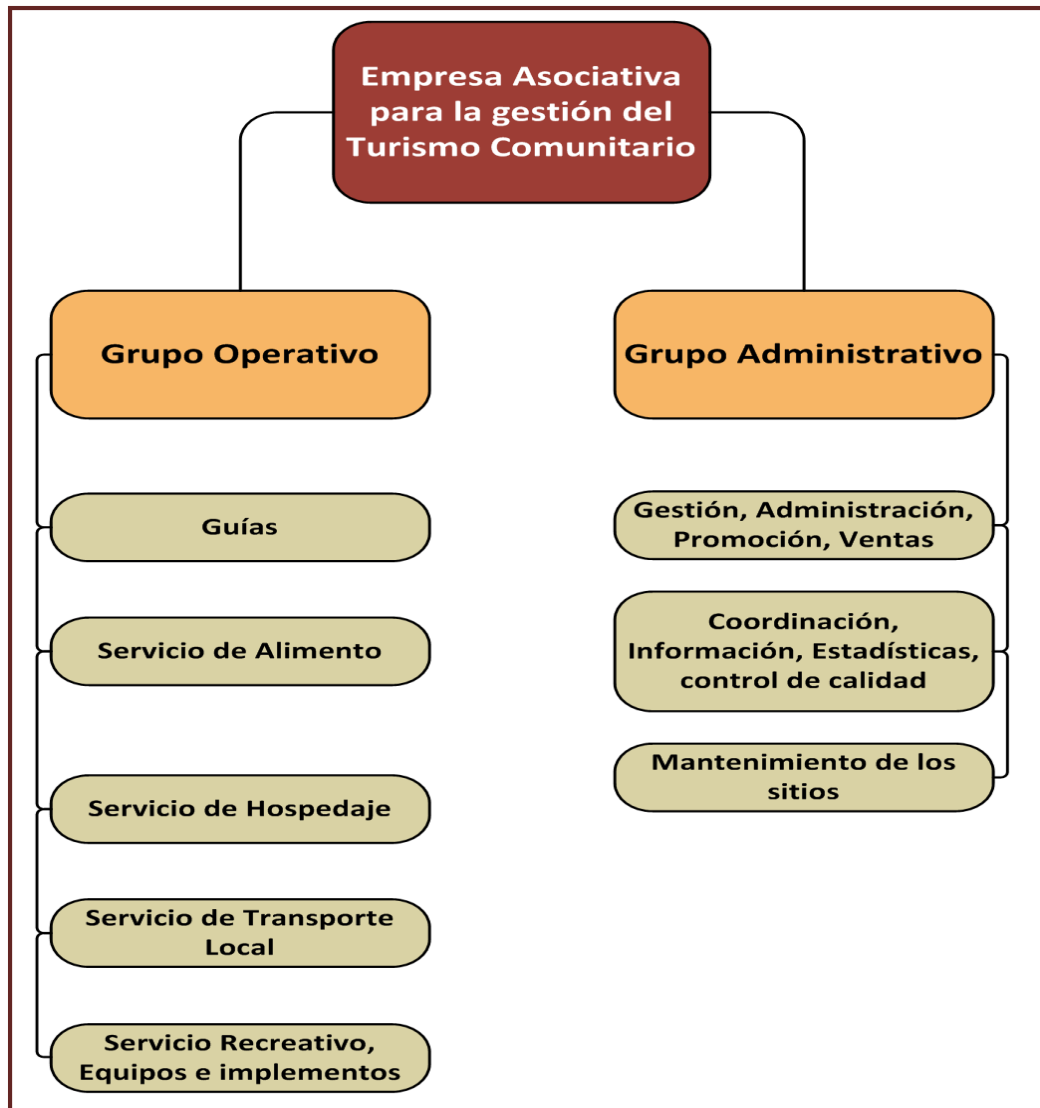 Empresa Asociativa
para la gestión del
Turismo Comunitario
Grupo Operativo
Guías
Servicio de Alimento
Servicio de Hospedaje
Servicio de Transporte
Local
Servicio Recreativo,
Equipos e implementos
Grupo Administrativo
Gestión, Administración,
Promoción, Ventas
Coordinación,
Información, Estadísticas,
control de calidad
Mantenimiento de los
sitios